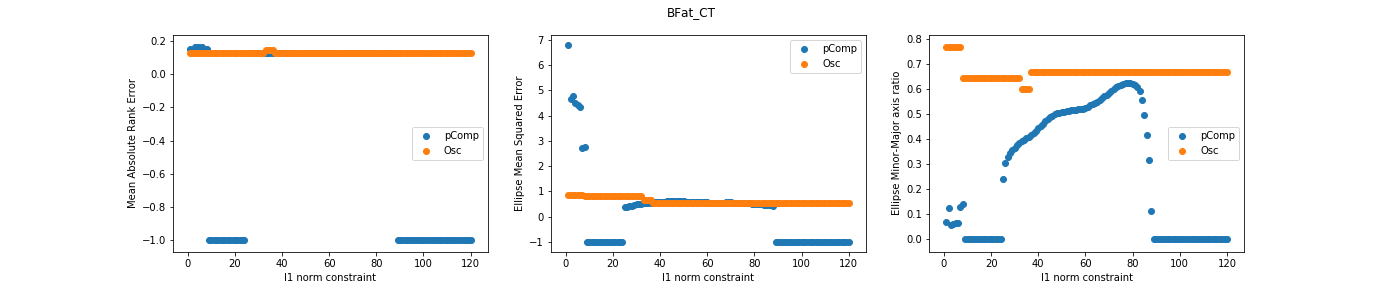 BFat_CT
0.2
0.0
−0.2
−0.4
−0.6
−0.8
−1.0
Mean Absolute Rank Error
0 20 40 60 80 100 120
l1 norm constraint
pComp
Osc
7
6
5
4
3
2
1
0
−1
Ellipse Mean Squared Error
0 20 40 60 80 100 120
l1 norm constraint
pComp
Osc
0.8
0.7
0.6
0.5
0.4
0.3
0.2
0.1
0.0
Ellipse Minor-Major axis ratio
0 20 40 60 80 100 120
l1 norm constraint
pComp
Osc